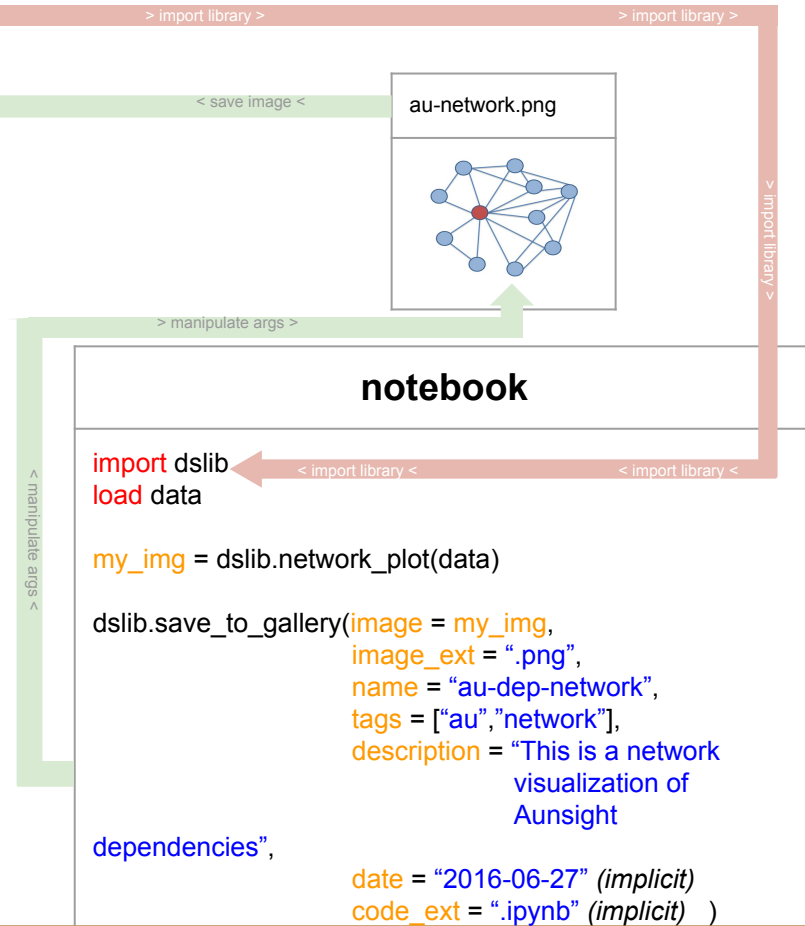 > import library > > import library >
< save image <
au-network.png
> import library >
> manipulate args >
notebook
import dslib
< import library < < import library <
load data
< manipulate args <
my_img = dslib.network_plot(data)
dslib.save_to_gallery(image = my_img,
image_ext = “.png”,
name = “au-dep-network”,
tags = [“au”,”network”],
description = “This is a network
visualization of
Aunsight
dependencies”,
date = “2016-06-27” (implicit)
code_ext = “.ipynb” (implicit) )